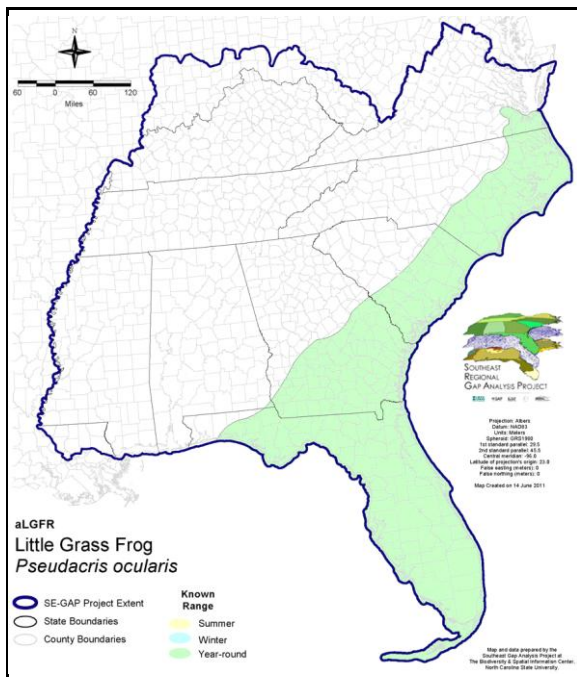 60 0 60 120
Miles
SOUTHEAST
REGIONAL
GAP ANALYSIS PROJECT
Projection: Albers
Datum: NAD83
Units: Meters
Spheroid: GRS1980
1st standard parallel: 29.5
2nd standard parallel: 45.5
Central meridian: -96.0
Latitude of projection's origin: 23.0
False easting (meters): 0
False northing (meters): 0
Map Created on 14 June 2011
aLGFR
Little Grass Frog
Pseudacris ocularis
SE-GAP Project Extent
State Boundaries
County Boundaries
Known
Range
Summer
Winter
Year-round
Map and data prepared by the
Southeast Gap Analysis Project at
The Biodiversity & Spatial Information Center,
North Carolina State University.